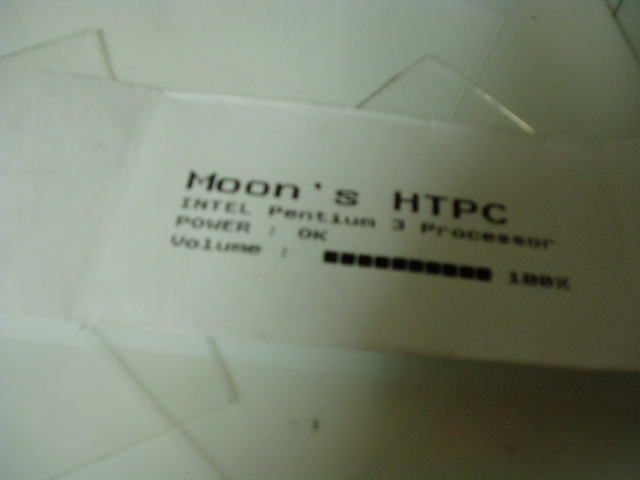 Moon's HTPC
INTEL Pentium 3 Processor
POWER : OK
Volume : ■■■■■■■■■■ 100%